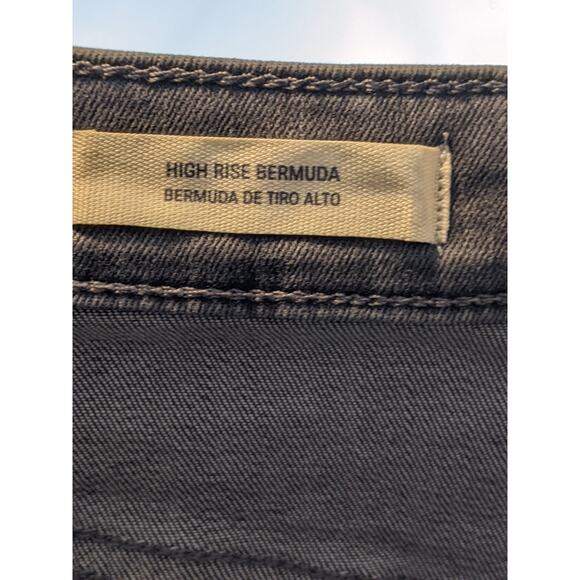 HIGH RISE BERMUDA
BERMUDA DE TIRO ALTO